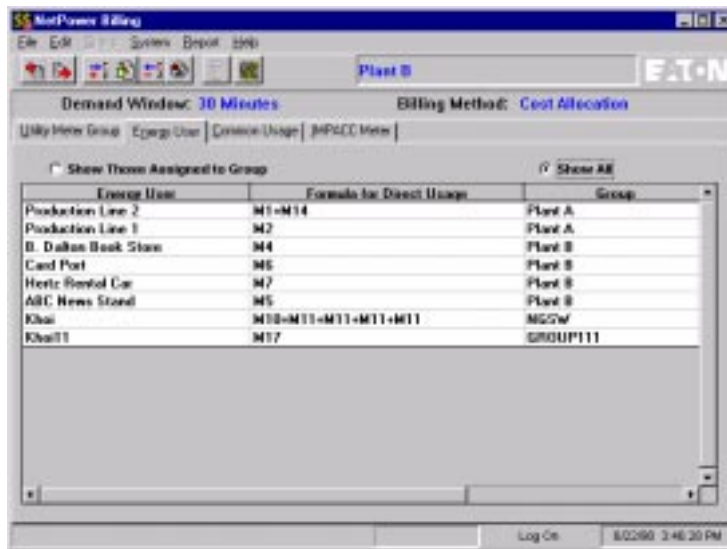 NetPower Billing
File Edit System Report Help
Plant B
EATON
Demand Window: 30 Minutes Billing Method: Cost Allocation
Utility Meter Group Energy User Common Usage IMPACC Meter
Show Those Assigned to Group Show All
Energy User Formula for Direct Usage Group
Production Line 2 M1+M14 Plant A
Production Line 1 M2 Plant A
B. Dalton Book Store M4 Plant B
Card Port M6 Plant B
Hertz Rental Car M7 Plant B
ABC News Stand M5 Plant B
Khai M10+M11+M11+M11+M11 NGSW
Khai11 M17 GROUP111
Log On 3:46:20 PM